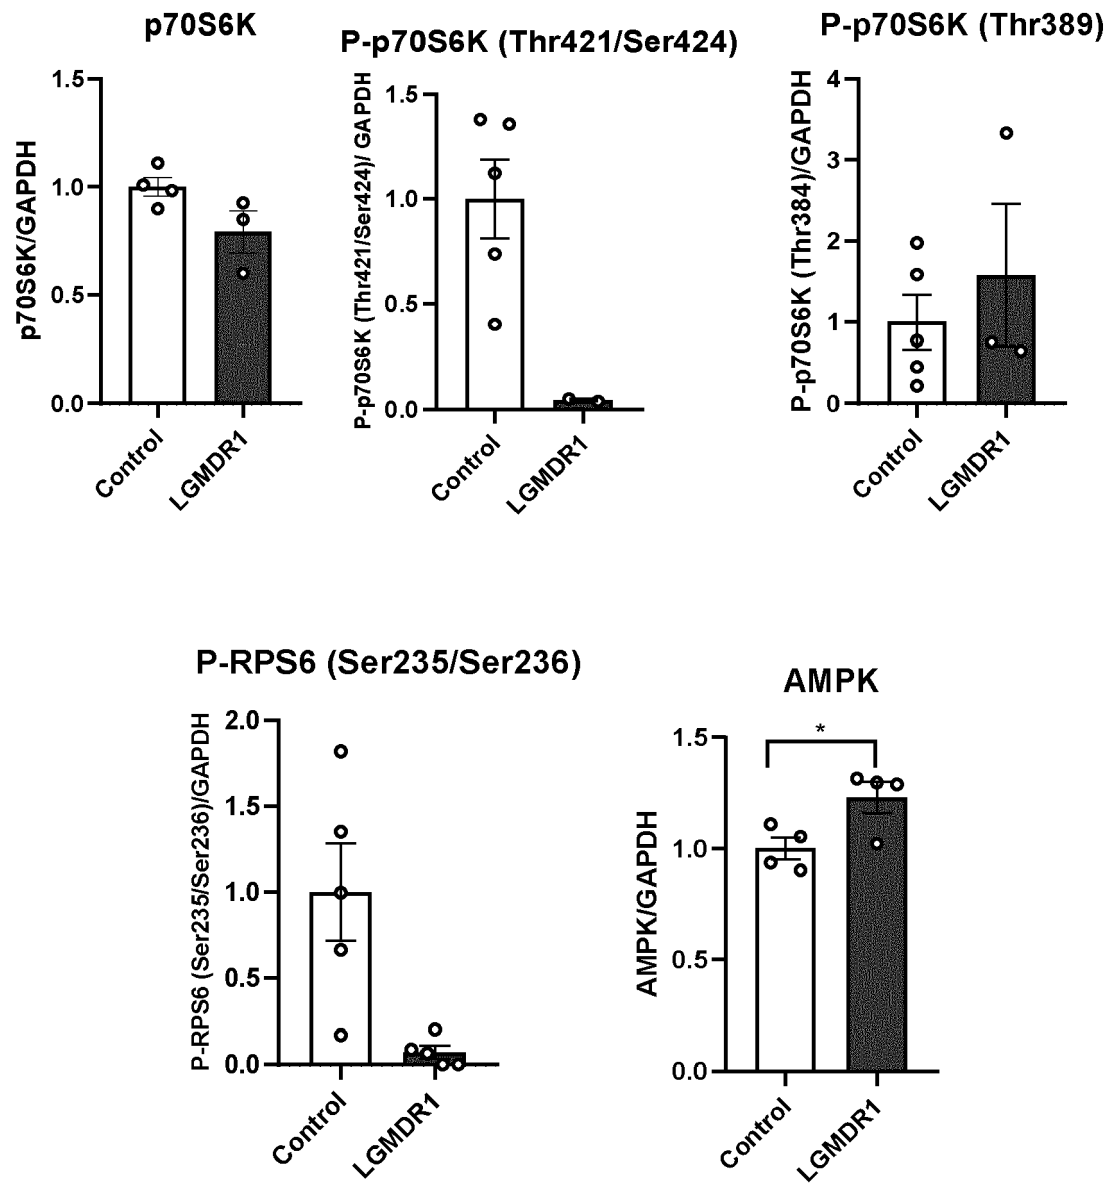 p70S6K
p70S6K/GAPDH
1.5
1.0
0.5
0.0
Control
LGMDR1
P-p70S6K (Thr421/Ser424)
P-p70S6K (Thr421/Ser424)/ GAPDH
1.5
1.0
0.5
0.0
Control
LGMDR1
P-p70S6K (Thr389)
P-p70S6K (Thr384)/GAPDH
4
3
2
1
0
Control
LGMDR1
P-RPS6 (Ser235/Ser236)
P-RPS6 (Ser235/Ser236)/GAPDH
2.0
1.5
1.0
0.5
0.0
Control
LGMDR1
AMPK
AMPK/GAPDH
*
1.5
1.0
0.5
0.0
Control
LGMDR1